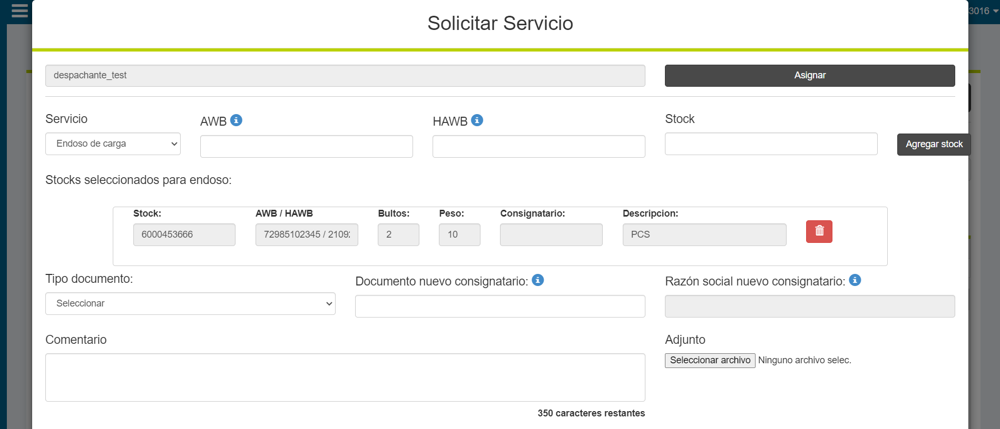 3016
Solicitar Servicio
despachante_test
Asignar
Servicio
AWB
HAWB
Stock
Endoso de carga
Agregar stock
Stocks seleccionados para endoso:
Stock:
AWB / HAWB
Bultos:
Peso:
Consignatario:
Descripcion:
6000453666
72985102345 / 2109
2
10
PCS
Tipo documento:
Documento nuevo consignatario:
Razón social nuevo consignatario:
Seleccionar
Comentario
Adjunto
Seleccionar archivo Ninguno archivo selec.
350 caracteres restantes